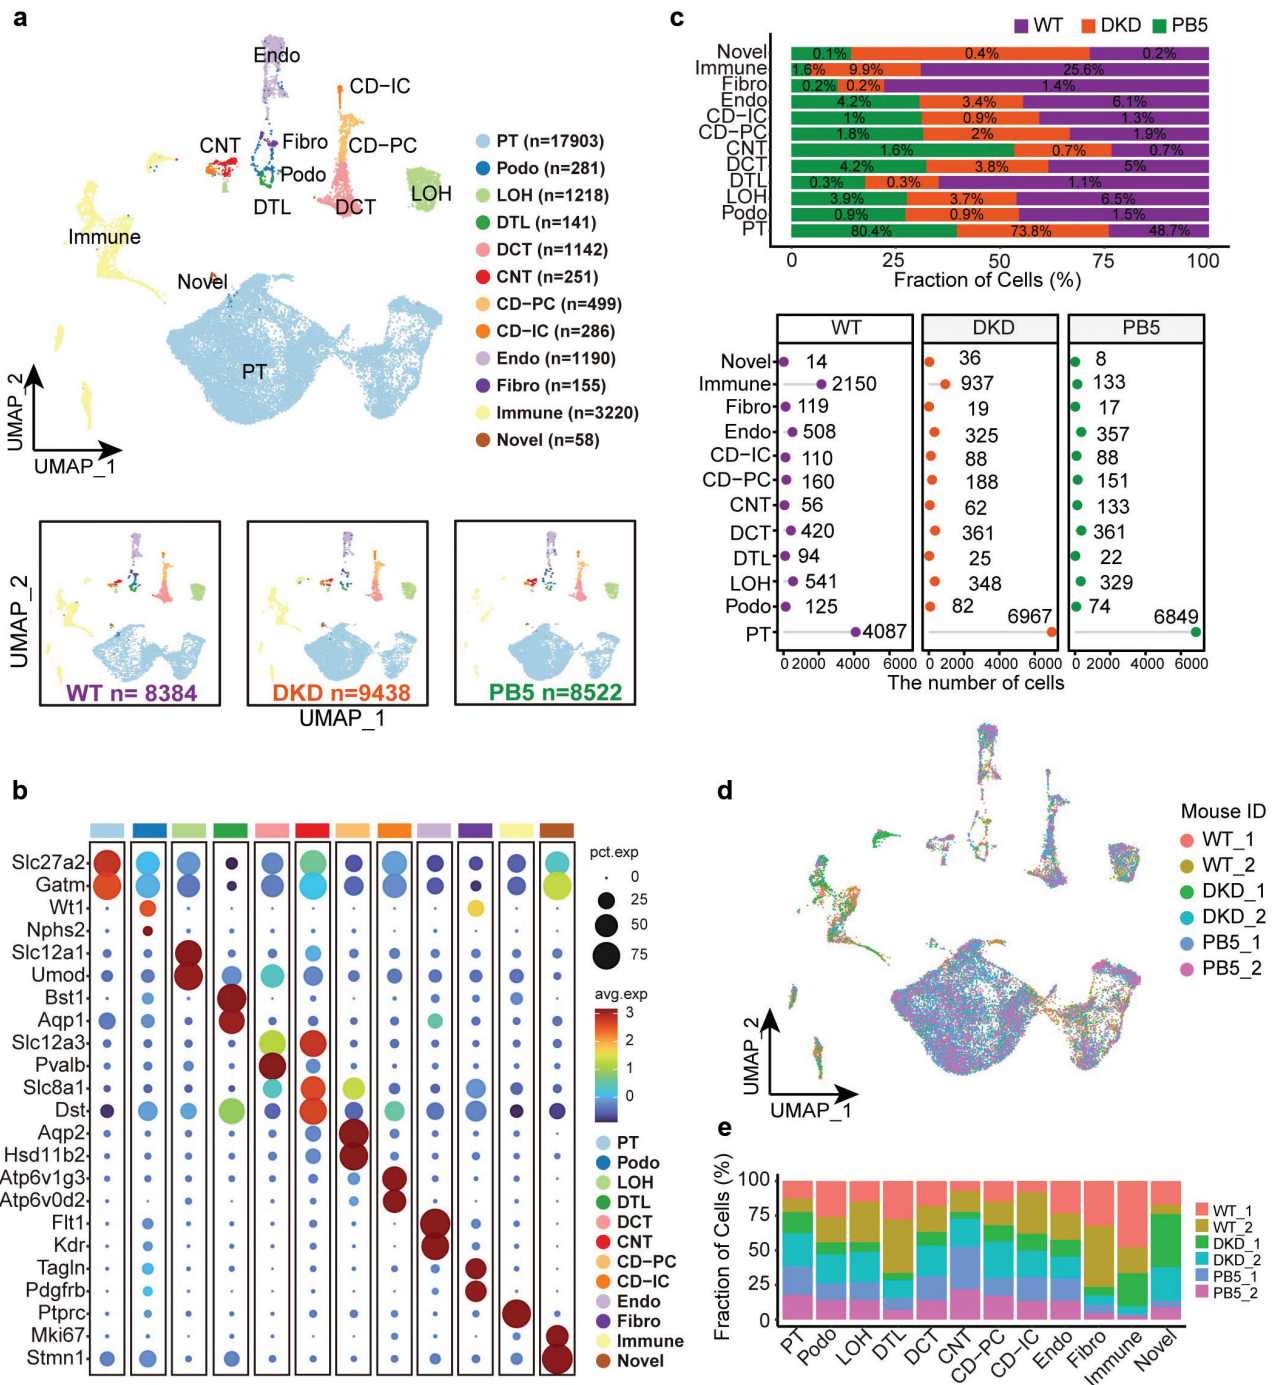 a
Endo
CD-IC
CNT
Fibro
CD-PC
Podo
DTL
DCT
LOH
Immune
Novel
PT
UMAP_2
UMAP_1
PT (n=17903)
Podo (n=281)
LOH (n=1218)
DTL (n=141)
DCT (n=1142)
CNT (n=251)
CD-PC (n=499)
CD-IC (n=286)
Endo (n=1190)
Fibro (n=155)
Immune (n=3220)
Novel (n=58)
UMAP_2
WT n= 8384
DKD n=9438
PB5 n=8522
UMAP_1
c
WT DKD PB5
Novel 0.1% 0.4% 0.2%
Immune 1.6% 9.9% 25.6%
Fibro 0.2% 0.2% 1.4%
Endo 4.2% 3.4% 6.1%
CD-IC 1% 0.9% 1.3%
CD-PC 1.8% 2% 1.9%
CNT 1.6% 0.7% 0.7%
DCT 4.2% 3.8% 5%
DTL 0.3% 0.3% 1.1%
LOH 3.9% 3.7% 6.5%
Podo 0.9% 0.9% 1.5%
PT 80.4% 73.8% 48.7%
0 25 50 75 100
Fraction of Cells (%)
WT DKD PB5
Novel 14 36 8
Immune 2150 937 133
Fibro 119 19 17
Endo 508 325 357
CD-IC 110 88 88
CD-PC 160 188 151
CNT 56 62 133
DCT 420 361 361
DTL 94 25 22
LOH 541 348 329
Podo 125 82 74
PT 4087 6967 6849
0 2000 4000 6000 0 2000 4000 6000 0 2000 4000 6000
The number of cells
b
Slc27a2
Gatm
Wt1
Nphs2
Slc12a1
Umod
Bst1
Aqp1
Slc12a3
Pvalb
Slc8a1
Dst
Aqp2
Hsd11b2
Atp6v1g3
Atp6v0d2
Flt1
Kdr
Tagln
Pdgfrb
Ptprc
Mki67
Stmn1
pct.exp
0
25
50
75
avg.exp
3
2
1
0
PT
Podo
LOH
DTL
DCT
CNT
CD-PC
CD-IC
Endo
Fibro
Immune
Novel
d
UMAP_2
UMAP_1
Mouse ID
WT_1
WT_2
DKD_1
DKD_2
PB5_1
PB5_2
e
Fraction of Cells (%)
100
75
50
25
0
PT Podo LOH DTL DCT CNT CD-PC CD-IC Endo Fibro Immune Novel
WT_1
WT_2
DKD_1
DKD_2
PB5_1
PB5_2